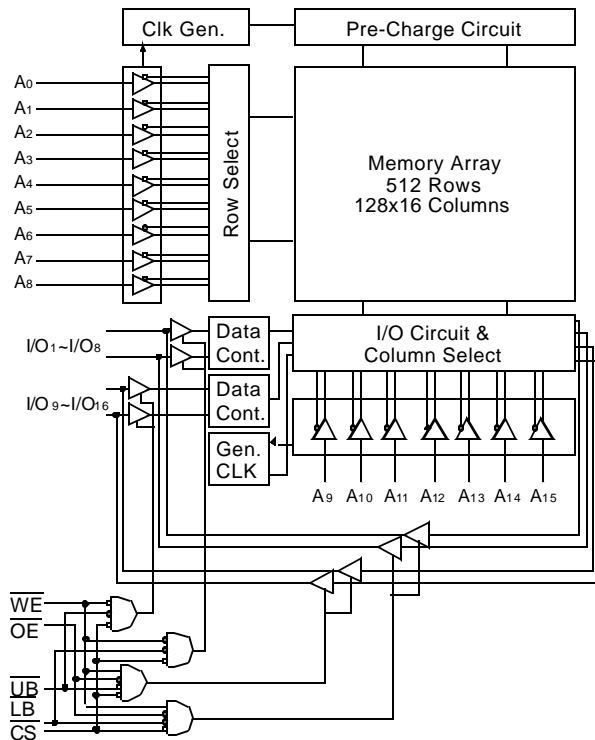 Clk Gen.
Pre-Charge Circuit
A0
A1
A2
A3
A4
A5
A6
A7
A8
Row Select
Memory Array
512 Rows
128x16 Columns
I/O1~I/O8
Data
Cont.
I/O Circuit &
Column Select
I/O 9~I/O16
Data
Cont.
Gen.
CLK
A9 A10 A11 A12 A13 A14 A15
WE
OE
UB
LB
CS